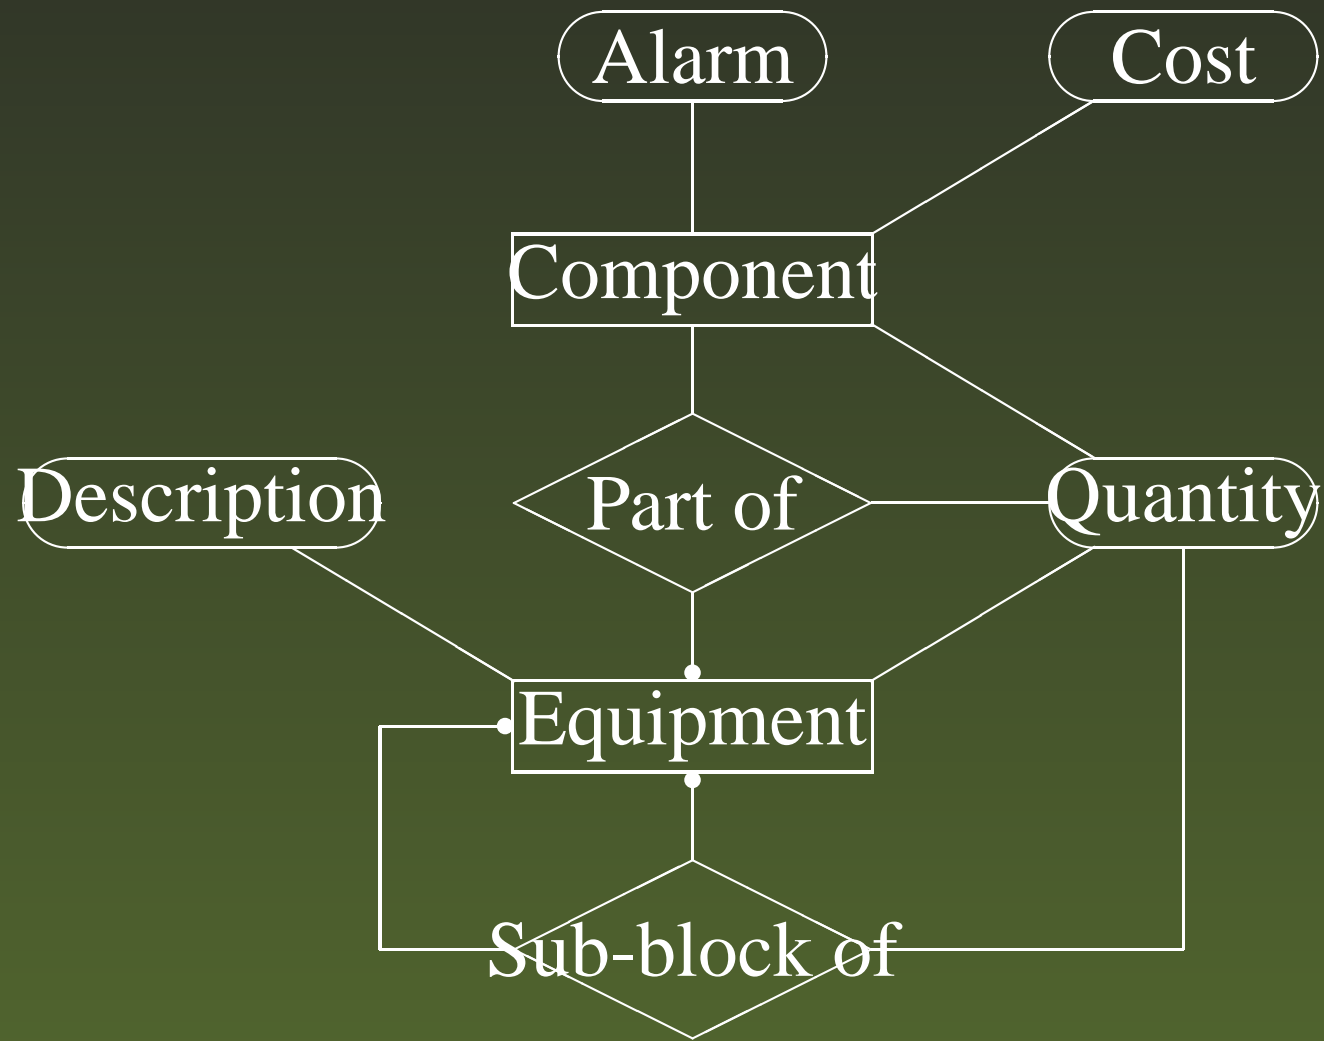 Alarm
Cost
Component
Description
Part of
Quantity
Equipment
Sub-block of